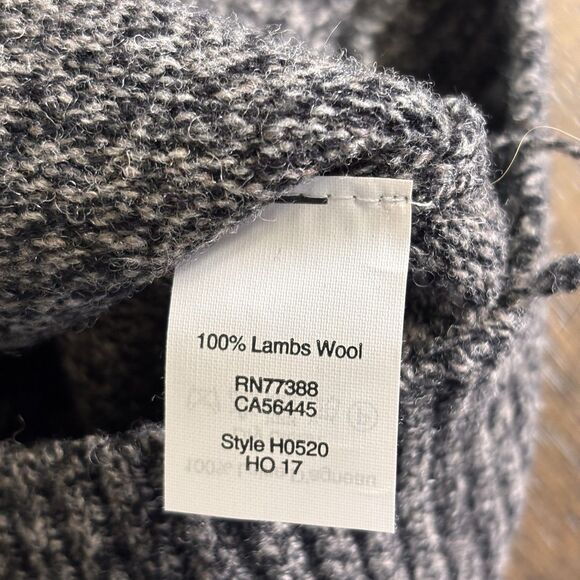 100% Lambs Wool
RN77388
CA56445
Style H0520
HO 17